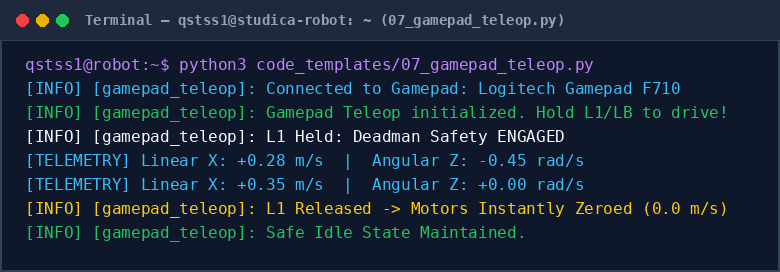 Terminal — qstss1@studica-robot: ~ (07_gamepad_teleop.py)
qstss1@robot:~$ python3 code_templates/07_gamepad_teleop.py
[INFO] [gamepad_teleop]: Connected to Gamepad: Logitech Gamepad F710
[INFO] [gamepad_teleop]: Gamepad Teleop initialized. Hold L1/LB to drive!
[INFO] [gamepad_teleop]: L1 Held: Deadman Safety ENGAGED
[TELEMETRY] Linear X: +0.28 m/s  |  Angular Z: -0.45 rad/s
[TELEMETRY] Linear X: +0.35 m/s  |  Angular Z: +0.00 rad/s
[INFO] [gamepad_teleop]: L1 Released -> Motors Instantly Zeroed (0.0 m/s)
[INFO] [gamepad_teleop]: Safe Idle State Maintained.